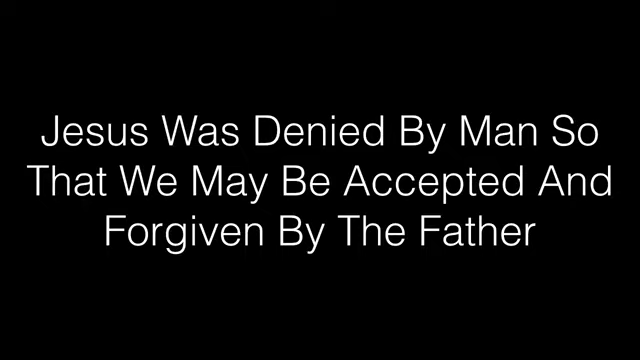 Jesus Was Denied By Man So
That We May Be Accepted And
Forgiven By The Father